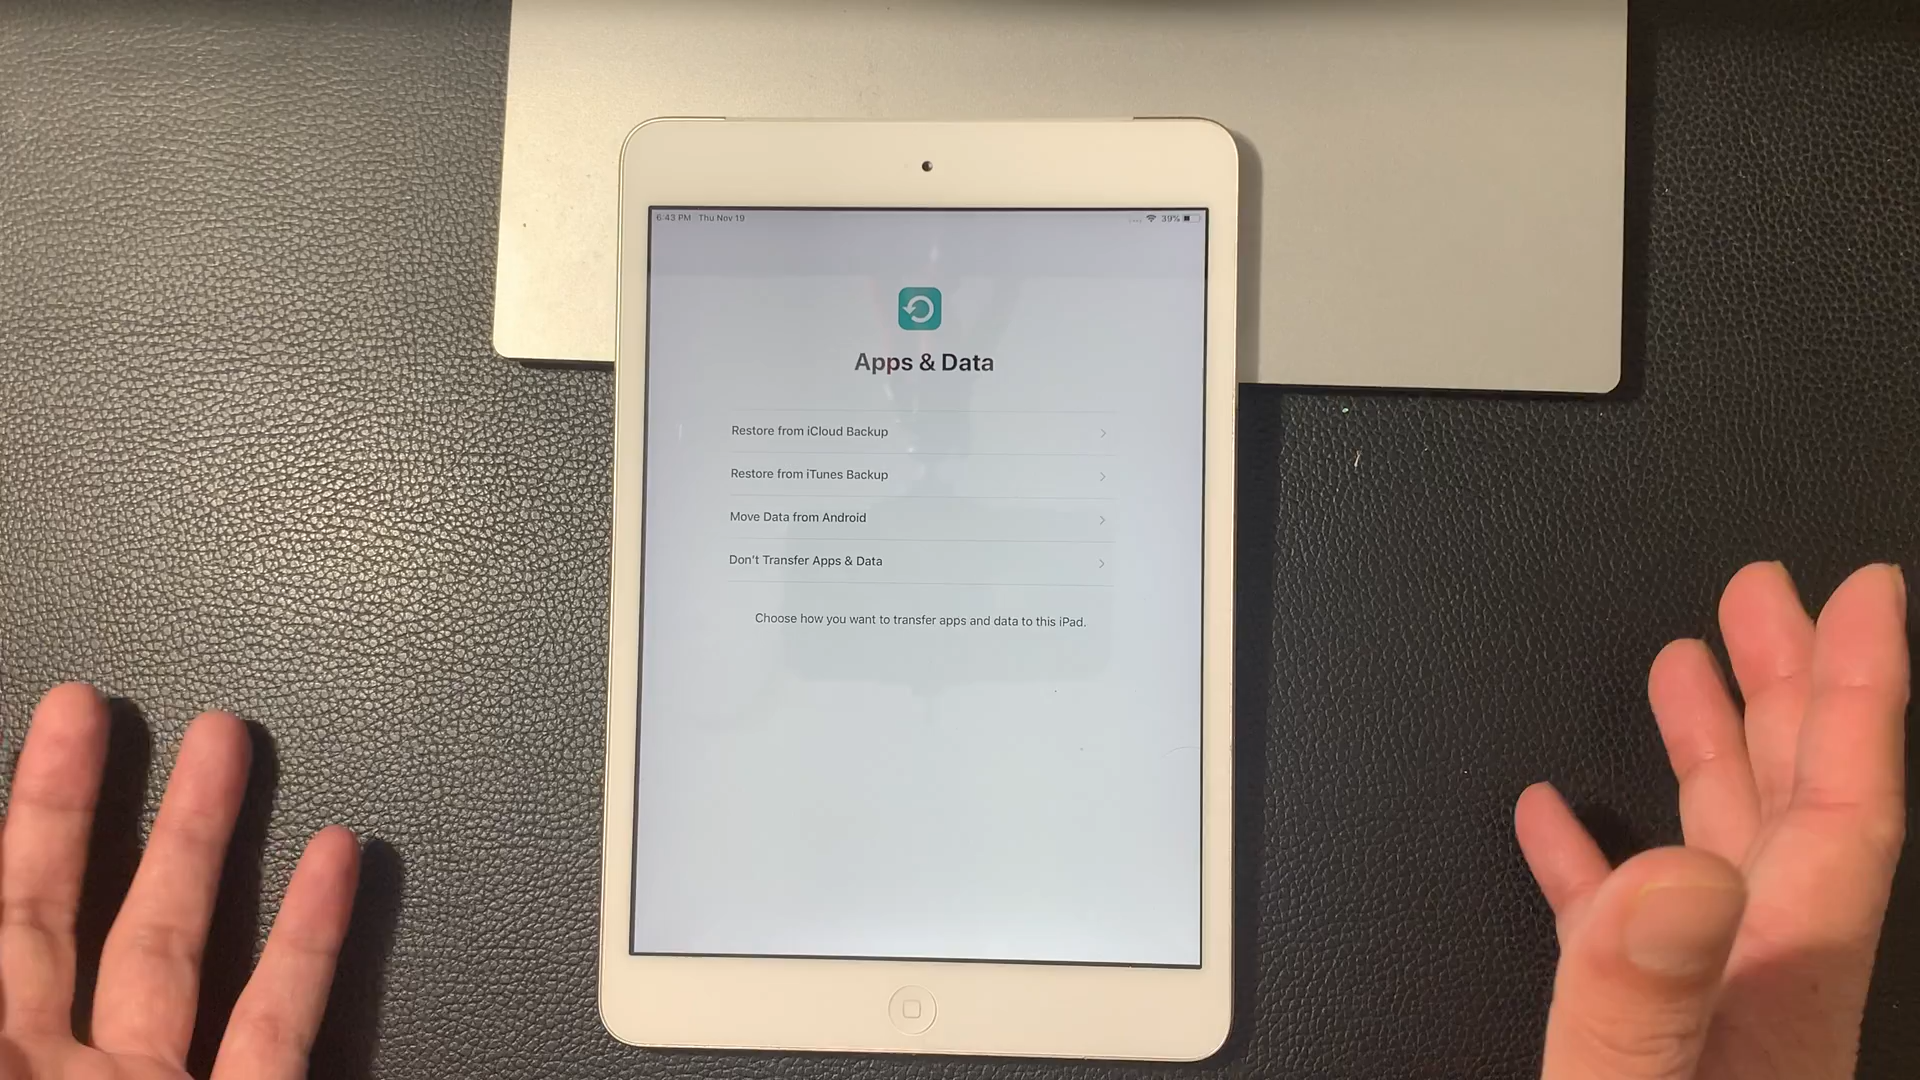 6:43 PM Thu Nov 19
39%
Apps & Data
Restore from iCloud Backup
Restore from iTunes Backup
Move Data from Android
Don't Transfer Apps & Data
Choose how you want to transfer apps and data to this iPad.